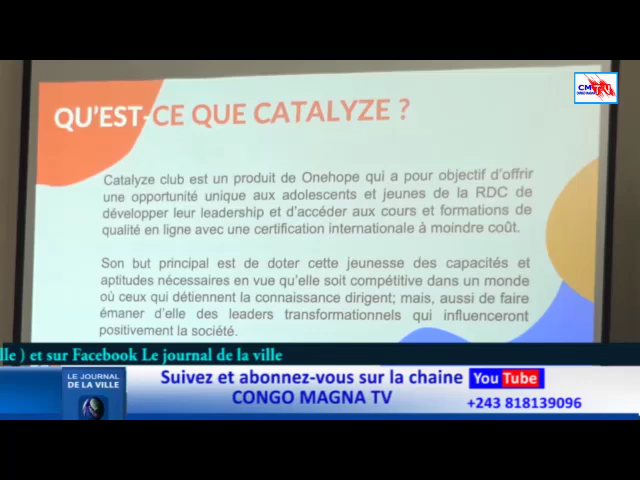 CM TV
CONGO MAGNA
QU'EST-CE QUE CATALYZE ?
Catalyze club est un produit de Onehope qui a pour objectif d'offrir
une opportunité unique aux adolescents et jeunes de la RDC de
développer leur leadership et d'accéder aux cours et formations de
qualité en ligne avec une certification internationale à moindre coût.
Son but principal est de doter cette jeunesse des capacités et
aptitudes nécessaires en vue qu'elle soit compétitive dans un monde
où ceux qui détiennent la connaissance dirigent; mais, aussi de faire
émaner d'elle des leaders transformationnels qui influenceront
positivement la société.
lle ) et sur Facebook Le journal de la ville
LE JOURNAL
DE LA VILLE
Suivez et abonnez-vous sur la chaine YouTube
CONGO MAGNA TV
+243 818139096